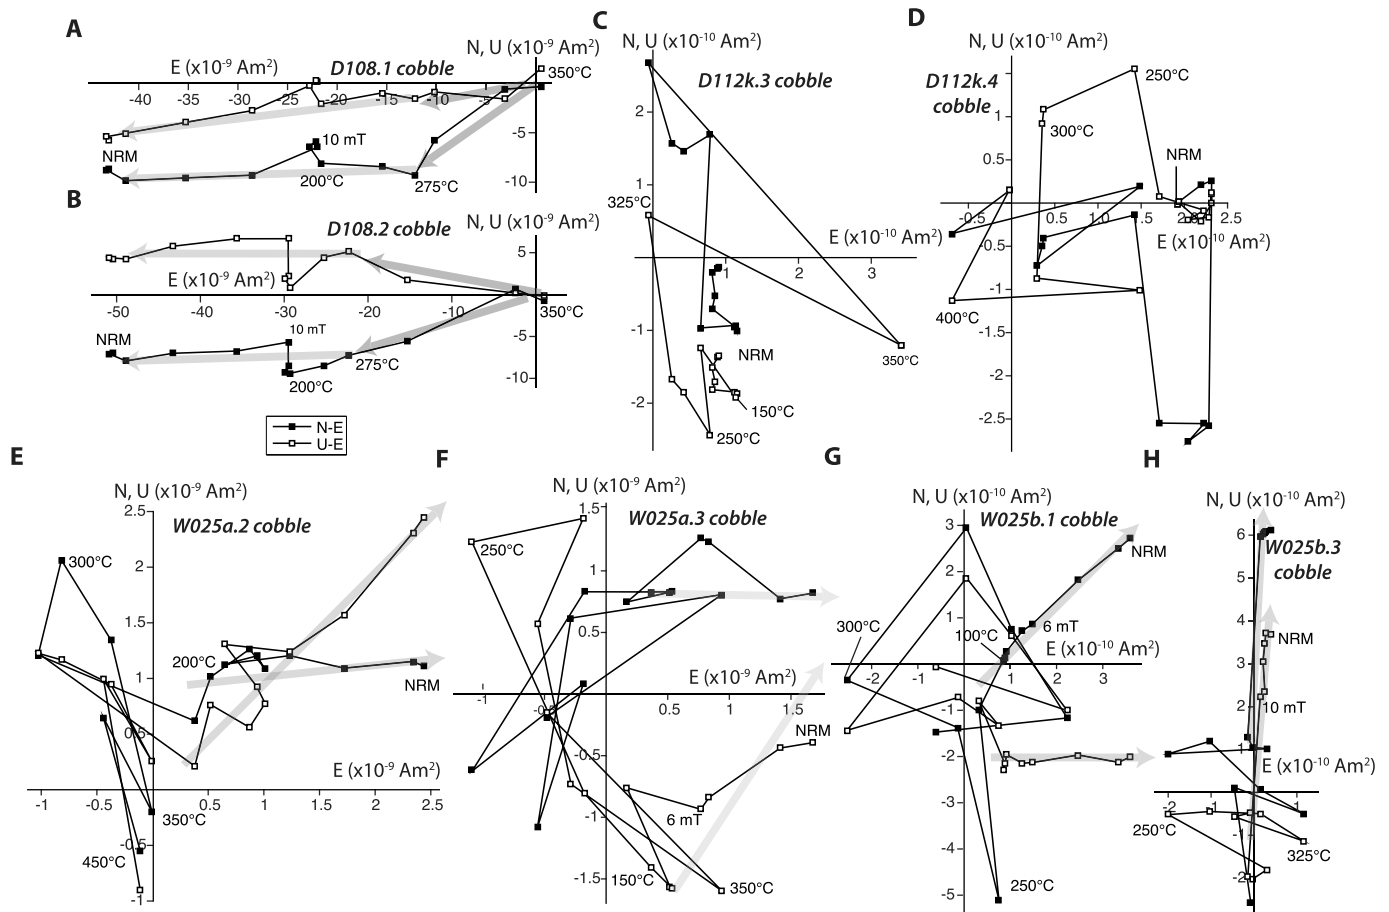 A
N, U (x10⁻⁹ Am²)
E (x10⁻⁹ Am²)
D108.1 cobble
350°C
-40 -35 -30 -25 -20 -15 -10 -5
10 mT
-5
NRM
200°C
275°C
-10
B
N, U (x10⁻⁹ Am²)
D108.2 cobble
5
E (x10⁻⁹ Am²)
-50 -40 -30 -20 -10
350°C
10 mT
NRM
-5
275°C
200°C
-10
N-E
U-E
C
N, U (x10⁻¹⁰ Am²)
D112k.3 cobble
2
1
325°C
E (x10⁻¹⁰ Am²)
1 2 3
-1
NRM
350°C
-2
150°C
250°C
D
N, U (x10⁻¹⁰ Am²)
D112k.4
cobble
250°C
1
300°C
0.5
NRM
-0.5 0.5 1 1.5 2.0 2.5
E (x10⁻¹⁰ Am²)
-0.5
400°C
-1
-1.5
-2
-2.5
E
N, U (x10⁻⁹ Am²)
2.5
W025a.2 cobble
300°C
2
1.5
200°C
1
NRM
0.5
E (x10⁻⁹ Am²)
-1 -0.5 0.5 1 1.5 2 2.5
350°C
-0.5
450°C
-1
F
N, U (x10⁻⁹ Am²)
1.5
W025a.3 cobble
250°C
1
0.5
E (x10⁻⁹ Am²)
-1 -0.5 0.5 1 1.5
NRM
-0.5
6 mT
-1
150°C
350°C
-1.5
G
N, U (x10⁻¹⁰ Am²)
W025b.1 cobble
3
NRM
2
300°C
1
6 mT
100°C
E (x10⁻¹⁰ Am²)
-2 -1 1 2 3
-1
-2
-3
-4
250°C
-5
H
N, U (x10⁻¹⁰ Am²)
6
W025b.3
cobble
5
4
NRM
3
10 mT
2
1
E (x10⁻¹⁰ Am²)
-2 -1 1
250°C
-1
325°C
-2